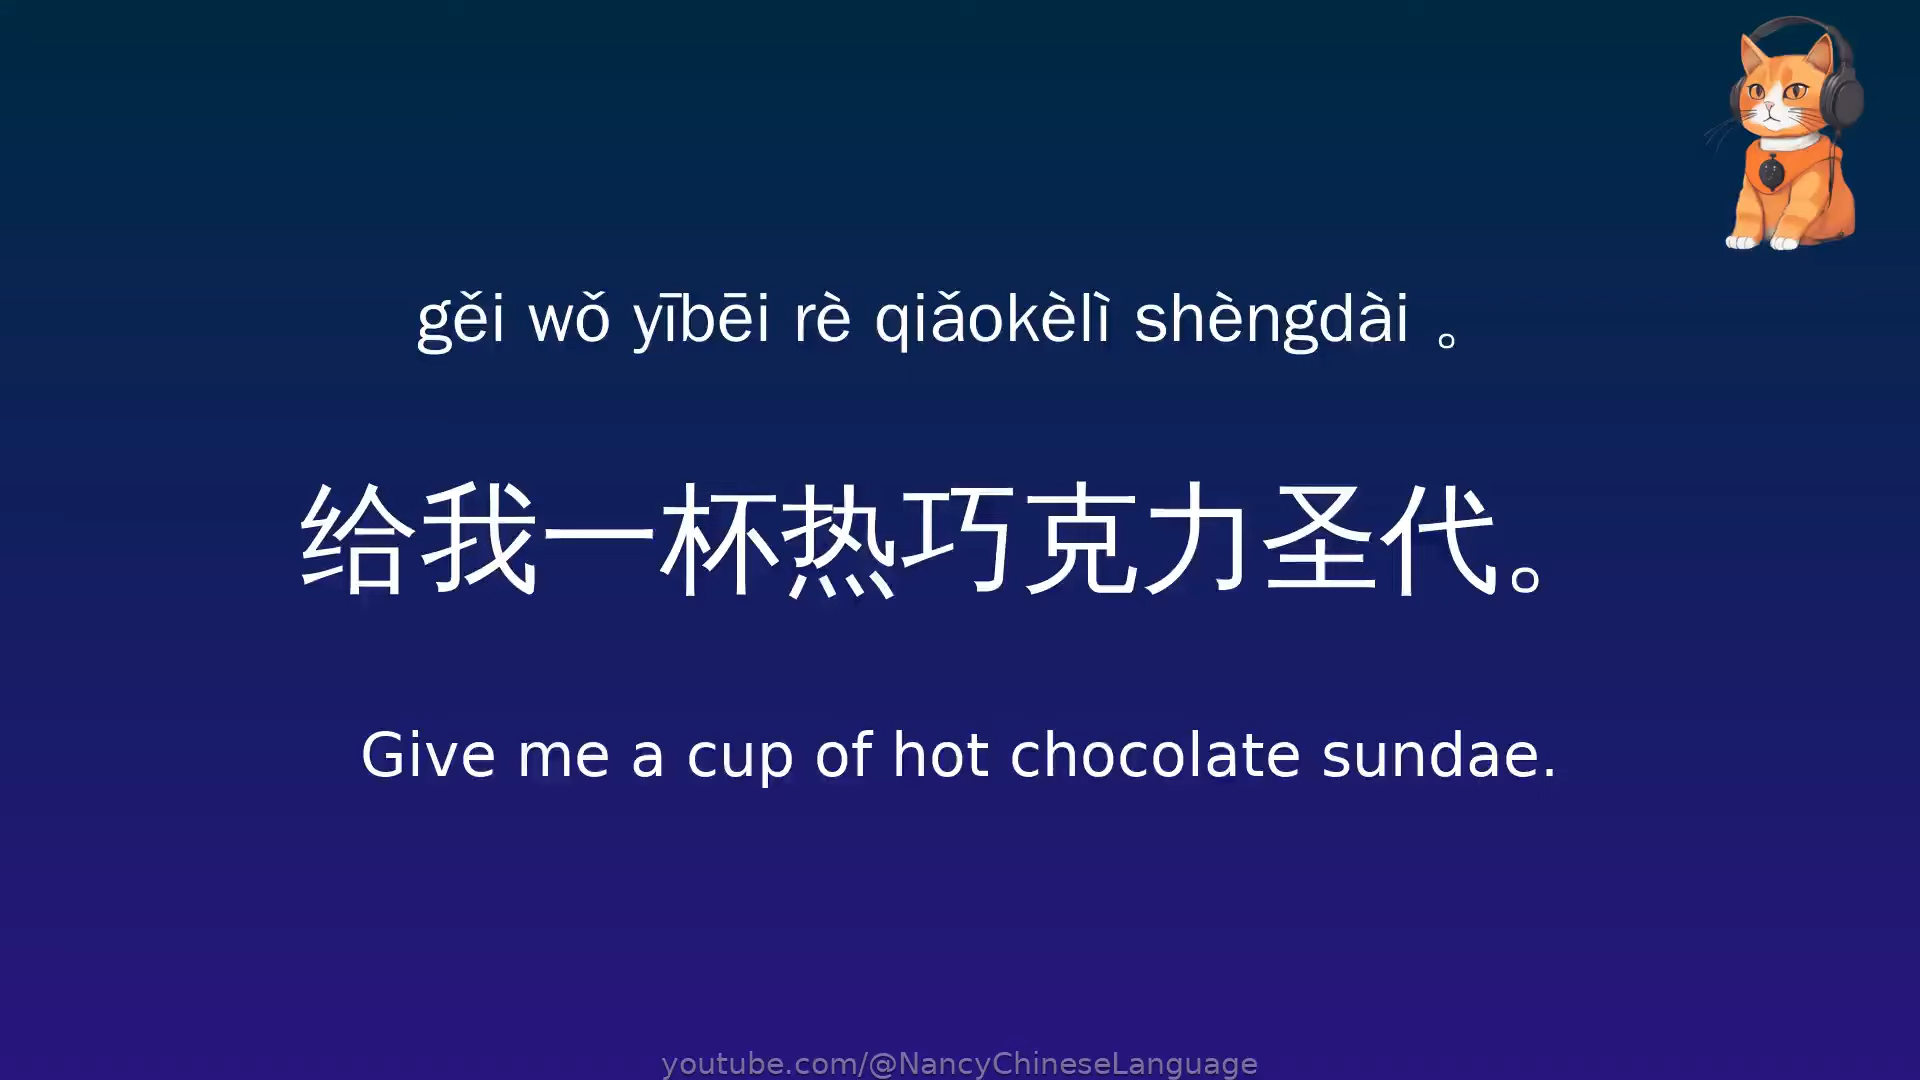 gěi wǒ yībēi rè qiǎokèlì shèngdài 。
给我一杯热巧克力圣代。
Give me a cup of hot chocolate sundae.
youtube.com/@NancyChineseLanguage